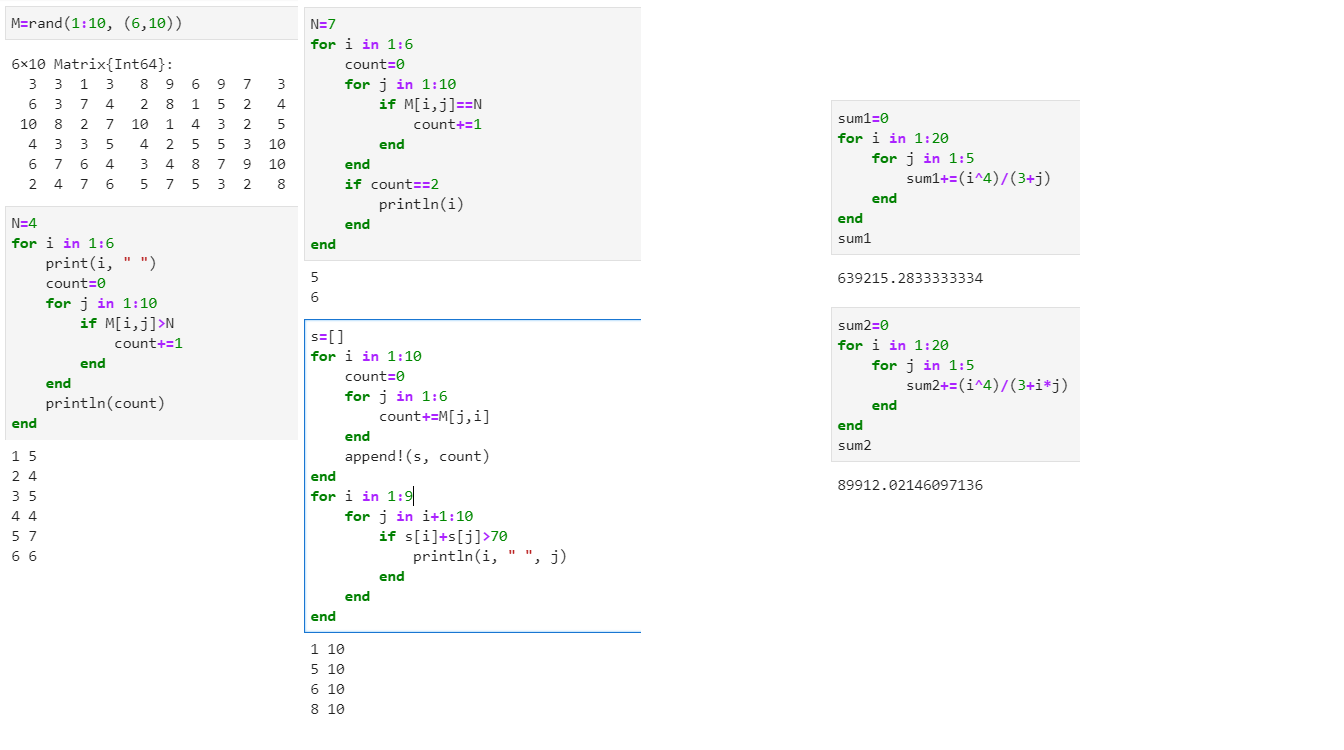 M=rand(1:10, (6,10))
6×10 Matrix{Int64}:
  3  3  1  3   8  9  6  9  7   3
  6  3  7  4   2  8  1  5  2   4
 10  8  2  7  10  1  4  3  2   5
  4  3  3  5   4  2  5  5  3  10
  6  7  6  4   3  4  8  7  9  10
  2  4  7  6   5  7  5  3  2   8
N=4
for i in 1:6
    print(i, " ")
    count=0
    for j in 1:10
        if M[i,j]>N
            count+=1
        end
    end
    println(count)
end
1 5
2 4
3 5
4 4
5 7
6 6
N=7
for i in 1:6
    count=0
    for j in 1:10
        if M[i,j]==N
            count+=1
        end
    end
    if count==2
        println(i)
    end
end
5
6
s=[]
for i in 1:10
    count=0
    for j in 1:6
        count+=M[j,i]
    end
    append!(s, count)
end
for i in 1:9
    for j in i+1:10
        if s[i]+s[j]>70
            println(i, " ", j)
        end
    end
end
1 10
5 10
6 10
8 10
sum1=0
for i in 1:20
    for j in 1:5
        sum1+=(i^4)/(3+j)
    end
end
sum1
639215.2833333334
sum2=0
for i in 1:20
    for j in 1:5
        sum2+=(i^4)/(3+i*j)
    end
end
sum2
89912.02146097136